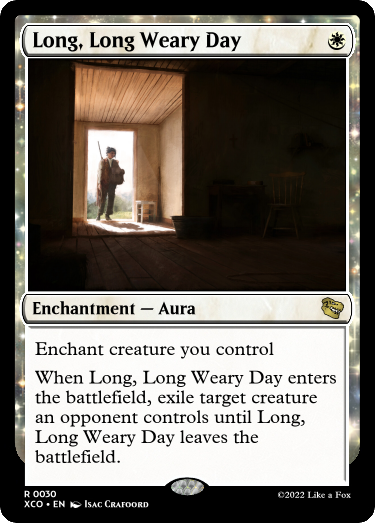 Long, Long Weary Day
Enchantment — Aura
Enchant creature you control
When Long, Long Weary Day enters
the battlefield, exile target creature
an opponent controls until Long,
Long Weary Day leaves the
battlefield.
R 0030
XCO • EN Isac Crafoord
©2022 Like a Fox